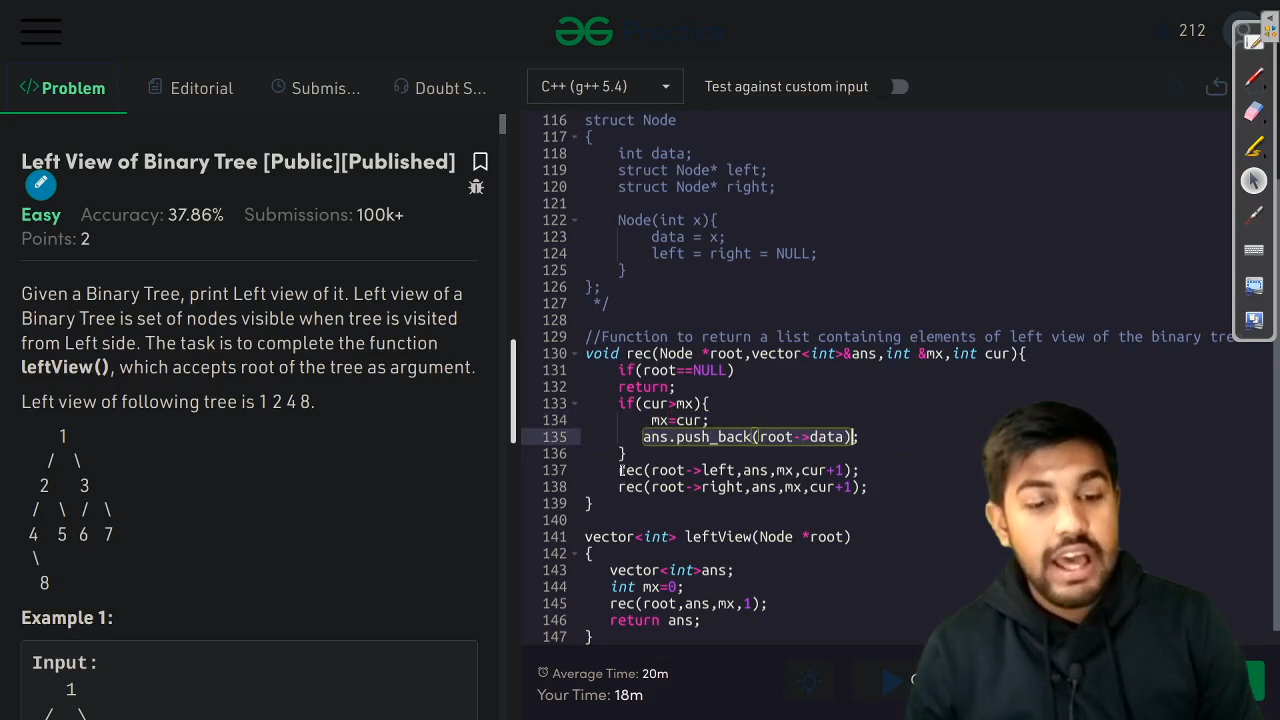 Practice
212
</> Problem
Editorial
Submiss...
Doubt S...
C++ (g++ 5.4)
Test against custom input
Left View of Binary Tree [Public][Published]
Easy Accuracy: 37.86% Submissions: 100k+
Points: 2
Given a Binary Tree, print Left view of it. Left view of a
Binary Tree is set of nodes visible when tree is visited
from Left side. The task is to complete the function
leftView(), which accepts root of the tree as argument.
Left view of following tree is 1 2 4 8.
1
/ \
2 3
/ \ / \
4 5 6 7
\
8
Example 1:
Input:
1
/ \
116 struct Node
117 {
118 int data;
119 struct Node* left;
120 struct Node* right;
121
122 Node(int x){
123 data = x;
124 left = right = NULL;
125 }
126 };
127 */
128
129 //Function to return a list containing elements of left view of the binary tree
130 void rec(Node *root,vector<int>&ans,int &mx,int cur){
131 if(root==NULL)
132 return;
133 if(cur>mx){
134 mx=cur;
135 ans.push_back(root->data);
136 }
137 rec(root->left,ans,mx,cur+1);
138 rec(root->right,ans,mx,cur+1);
139 }
140
141 vector<int> leftView(Node *root)
142 {
143 vector<int>ans;
144 int mx=0;
145 rec(root,ans,mx,1);
146 return ans;
147 }
Average Time: 20m
Your Time: 18m